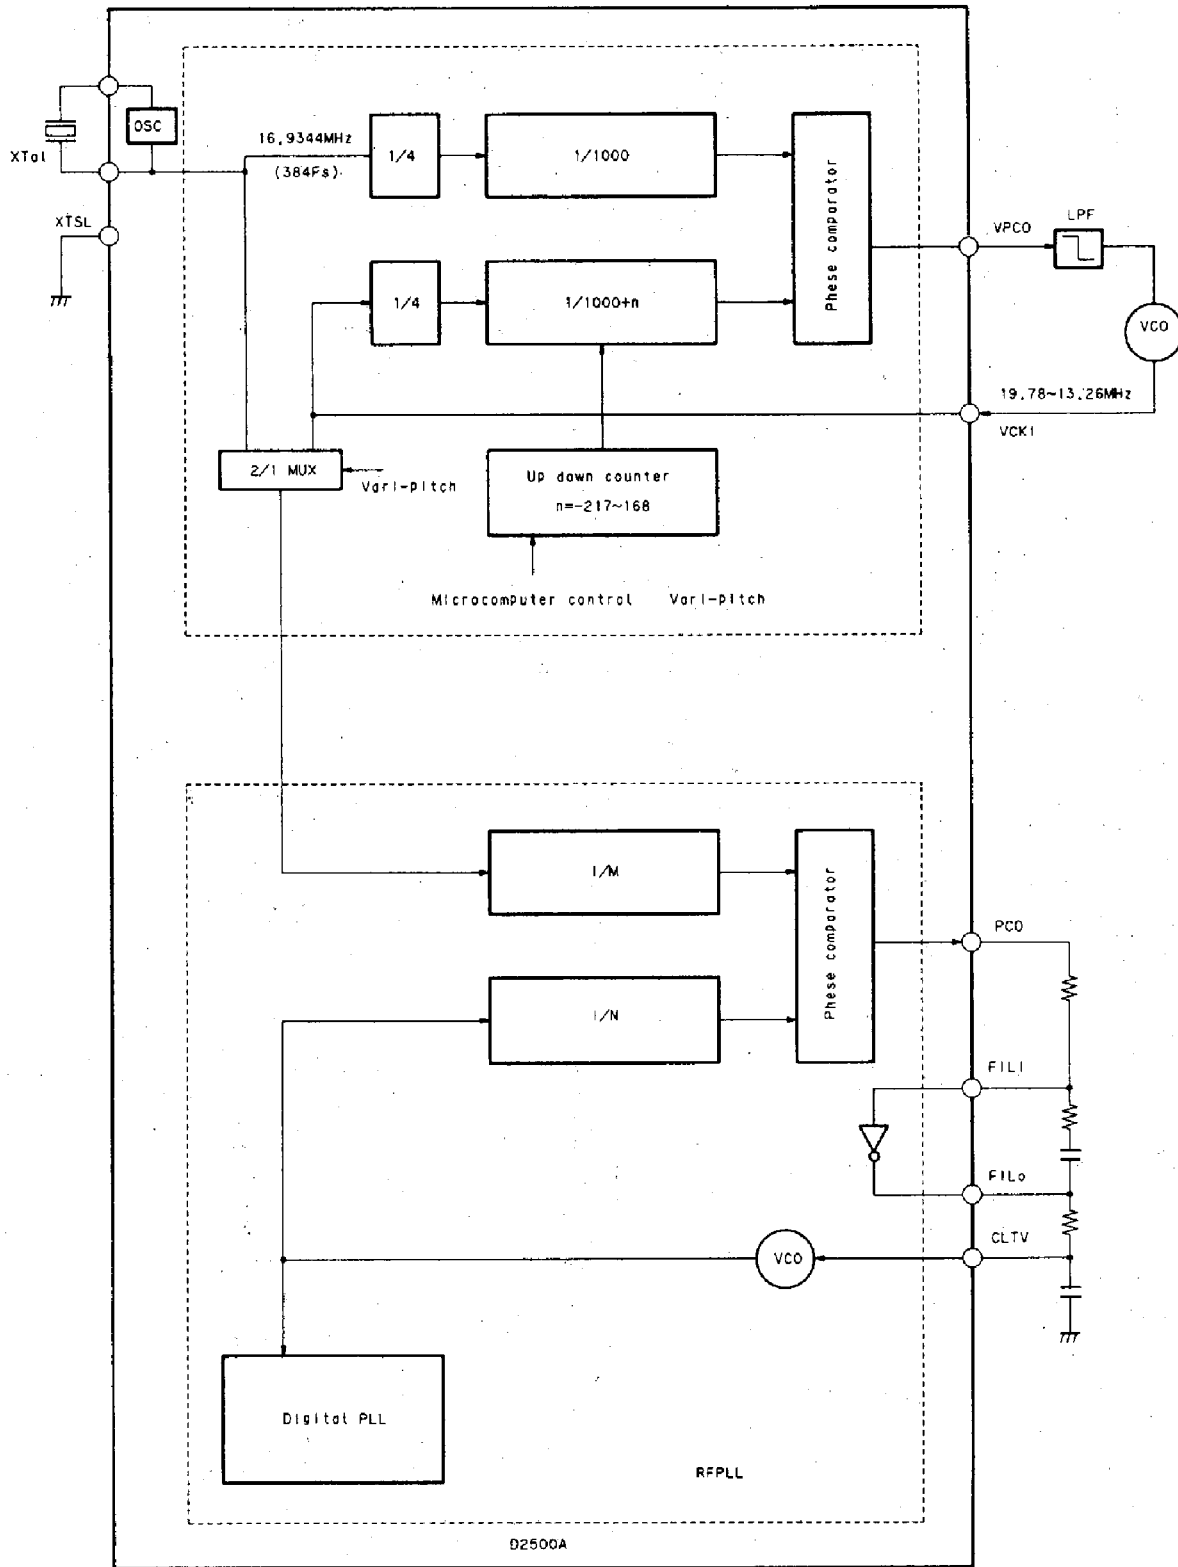 OSC
XTal
16.9344MHz
(384Fs)
1/4
1/1000
Phese comparator
XTSL
VPCO
LPF
1/4
1/1000+n
VCO
19.78~13.26MHz
VCKI
2/1 MUX
Vari-pitch
Up down counter
n=-217~168
Microcomputer control Vari-pitch
1/M
Phese comparator
PCO
1/N
FILI
FILo
CLTV
VCO
Digital PLL
RFPLL
D2500A